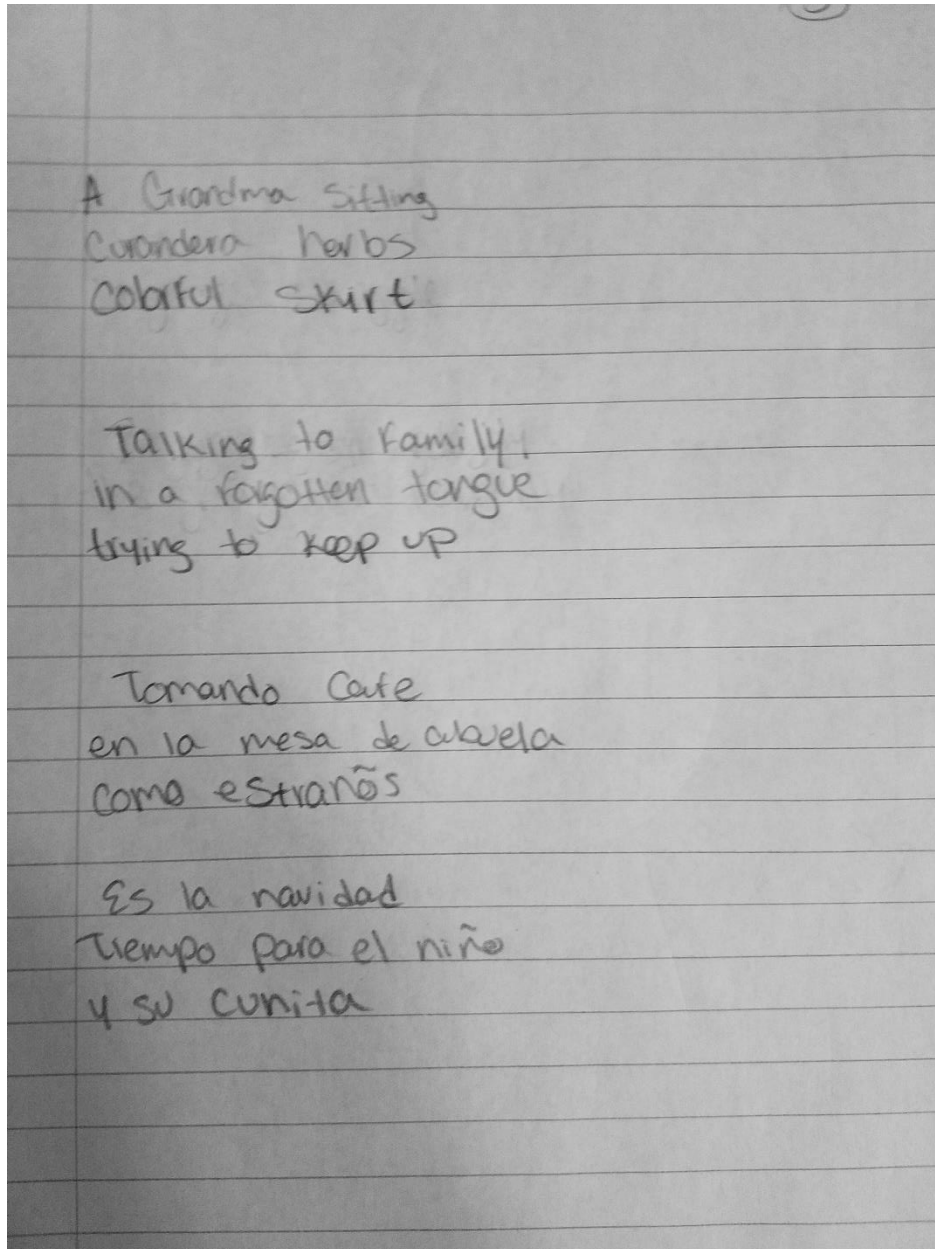 A Grandma Sitting
Curandera herbs
Colorful Skirt
Talking to Family,
in a forgotten tongue
trying to keep up
Tomando Cafe
en la mesa de abuela
como estranõs
Es la navidad
Tiempo para el niño
y su cunita